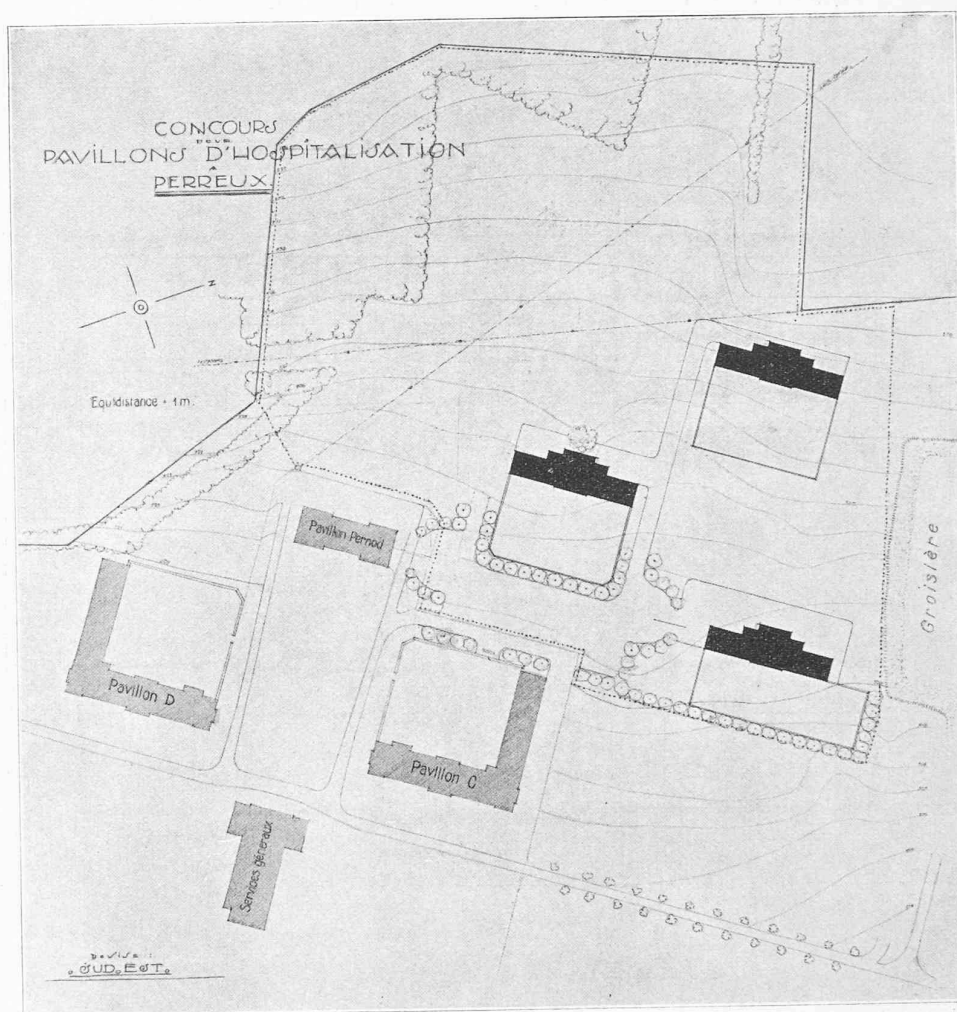 CONCOURS
POUR
PAVILLONS D'HOSPITALISATION
A
PERREUX
N
Equidistance = 1 m.
Pavillon Pernod
Pavillon D
Pavillon C
Services généraux
Groisière
Devise :
SUD.EST.